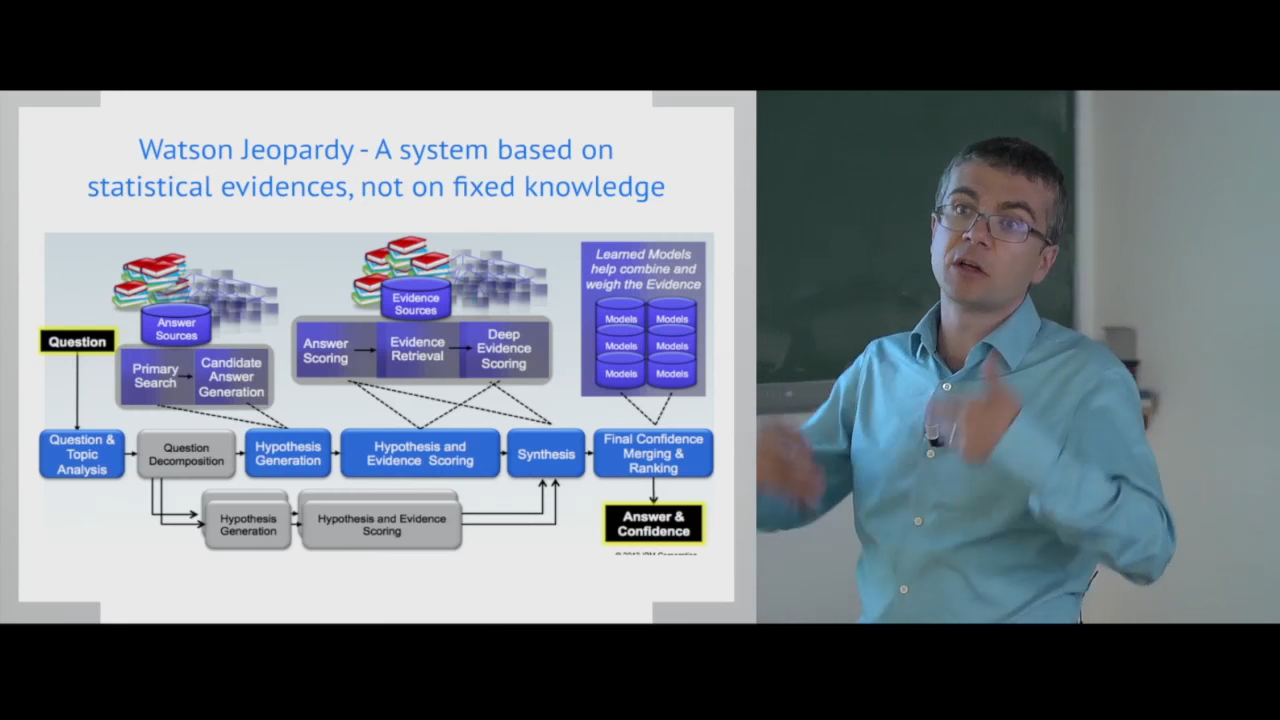 Watson Jeopardy - A system based on
statistical evidences, not on fixed knowledge
Learned Models
help combine and
weigh the Evidence
Models Models
Models Models
Models Models
Answer
Sources
Evidence
Sources
Question
Primary
Search
Candidate
Answer
Generation
Answer
Scoring
Evidence
Retrieval
Deep
Evidence
Scoring
Question &
Topic
Analysis
Question
Decomposition
Hypothesis
Generation
Hypothesis and
Evidence Scoring
Synthesis
Final Confidence
Merging &
Ranking
Hypothesis
Generation
Hypothesis and Evidence
Scoring
Answer &
Confidence